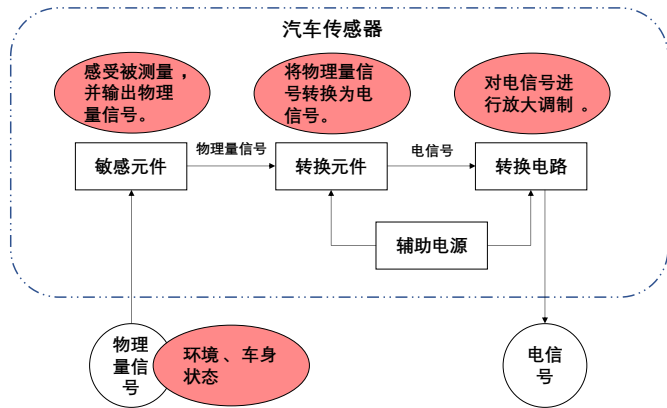 汽车传感器
感受被测量，
并输出物理
量信号。
将物理量信
号转换为电
信号。
对电信号进
行放大调制。
敏感元件
物理量信号
转换元件
电信号
转换电路
辅助电源
物理
量信
号
环境、车身
状态
电信
号